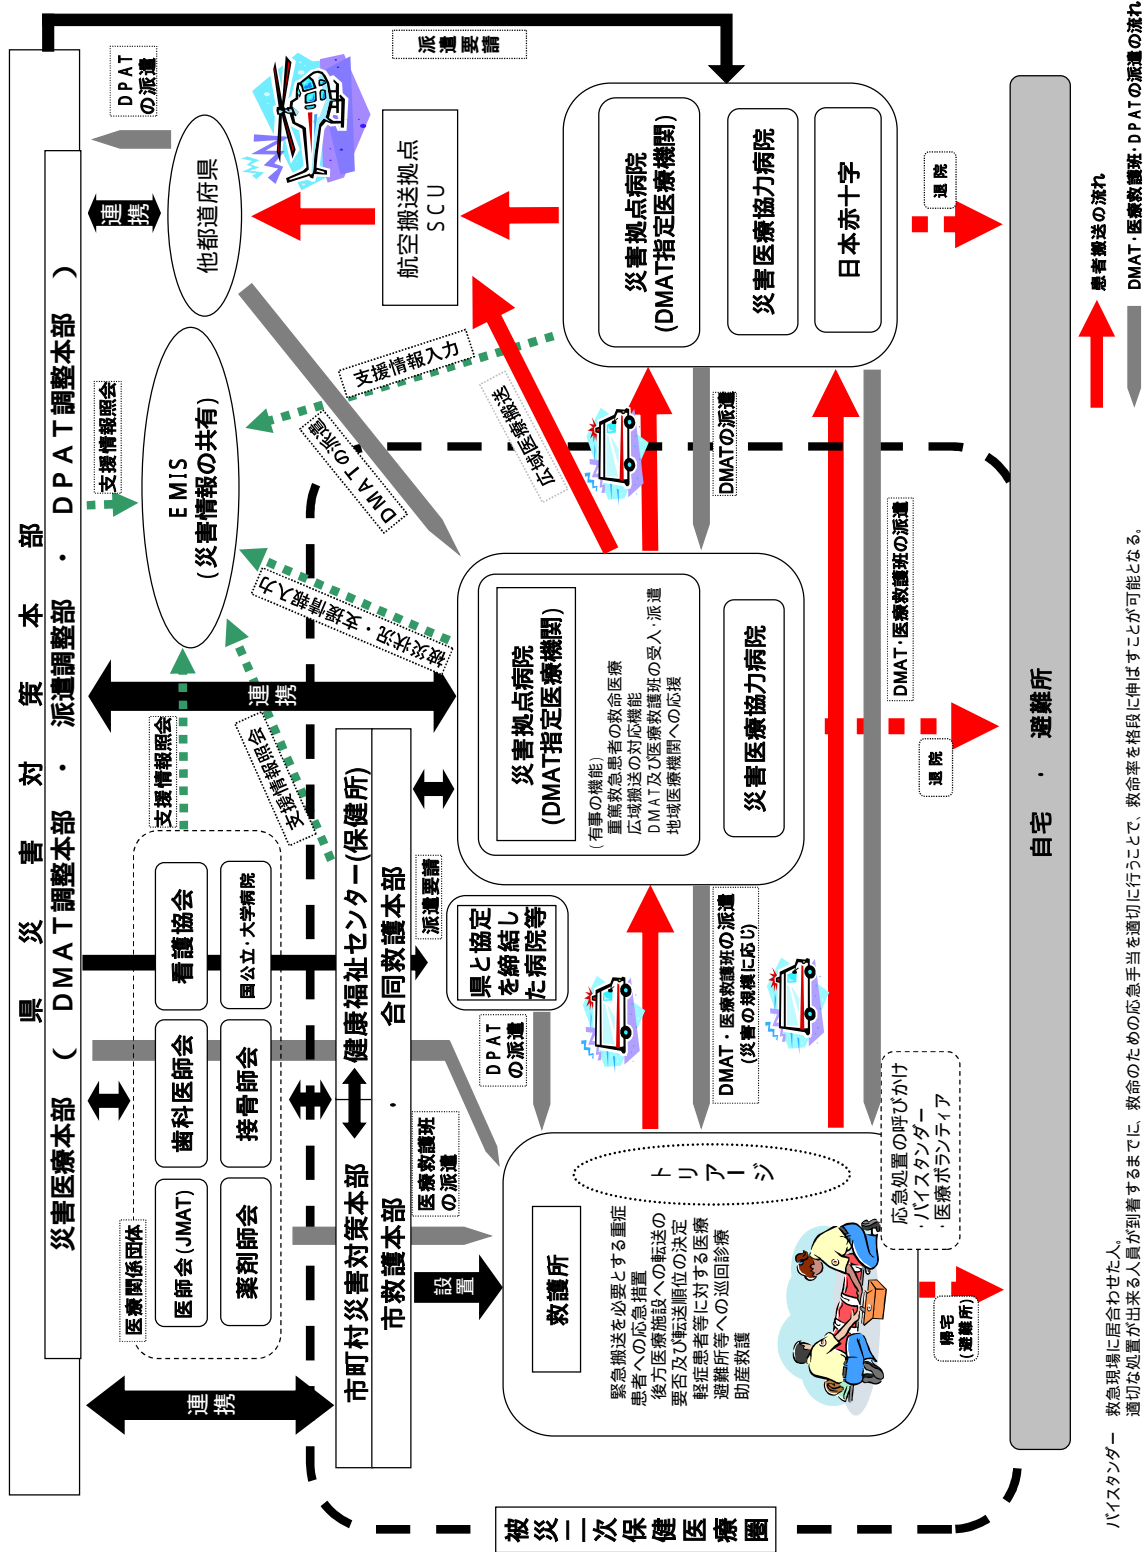 県災害対策本部
災害医療本部 （ DMAT調整本部 ・ 派遣調整部 ・ DPAT調整本部 ）
連携
連携
連携
DPAT
の派遣
派遣要請
他都道府県
EMIS
(災害情報の共有)
支援情報照会
支援情報照会
支援情報照会
被災状況・支援情報入力
支援情報入力
DMATの派遣
広域医療搬送
航空搬送拠点
SCU
医療関係団体
医師会(JMAT)
歯科医師会
看護協会
薬剤師会
接骨師会
国公立・大学病院
市町村災害対策本部
健康福祉センター(保健所)
市救護本部 ・ 合同救護本部
医療救護班
の派遣
設置
派遣要請
県と協定
を締結し
た病院等
DPAT
の派遣
災害拠点病院
(DMAT指定医療機関)
(有事の機能)
重篤救急患者の救命医療
広域搬送の対応機能
DMAT及び医療救護班の受入・派遣
地域医療機関への応援
災害医療協力病院
災害拠点病院
(DMAT指定医療機関)
災害医療協力病院
日本赤十字
DMATの派遣
DMAT・医療救護班の派遣
DMAT・医療救護班の派遣
(災害の規模に応じ)
救護所
緊急搬送を必要とする重症
患者への応急措置
後方医療施設への転送の
要否及び転送順位の決定
軽症患者等に対する医療
避難所等への巡回診療
助産救護
トリアージ
応急処置の呼びかけ
・バイスタンダー
・医療ボランティア
帰宅
(避難所)
退院
退院
自宅 ・ 避難所
被災二次保健医療圏
患者搬送の流れ
DMAT・医療救護班・DPATの派遣の流れ
バイスタンダー 救急現場に居合わせた人。
適切な処置が出来る人員が到着するまでに、救命のための応急手当を適切に行うことで、救命率を格段に伸ばすことが可能となる。